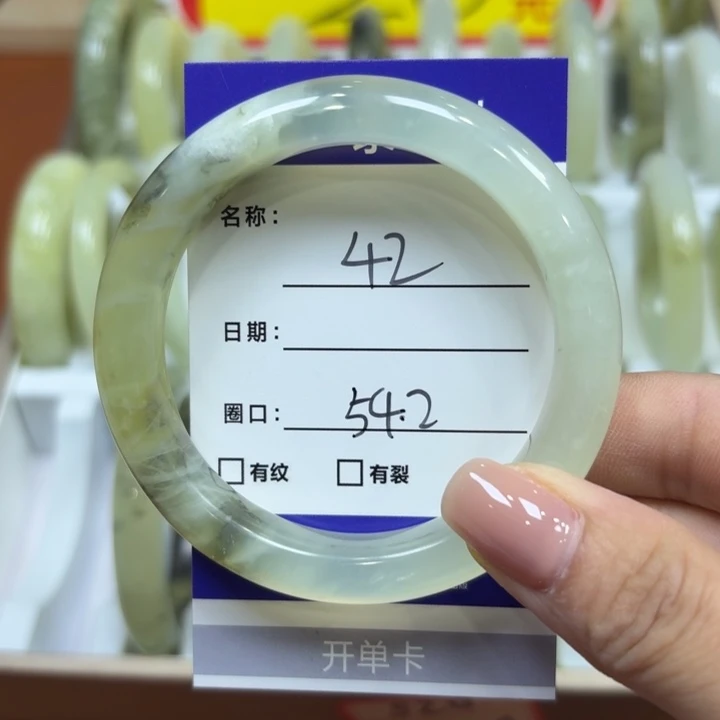 名称: 42
日期:
圈口: 54.2
□有纹 □有裂
开单卡